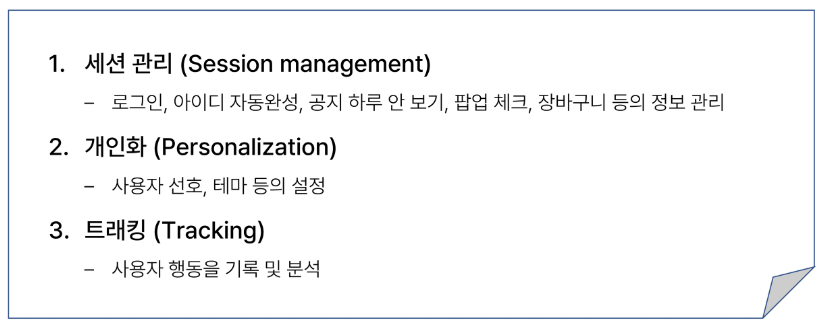 1. 세션 관리 (Session management)
– 로그인, 아이디 자동완성, 공지 하루 안 보기, 팝업 체크, 장바구니 등의 정보 관리
2. 개인화 (Personalization)
– 사용자 선호, 테마 등의 설정
3. 트래킹 (Tracking)
– 사용자 행동을 기록 및 분석